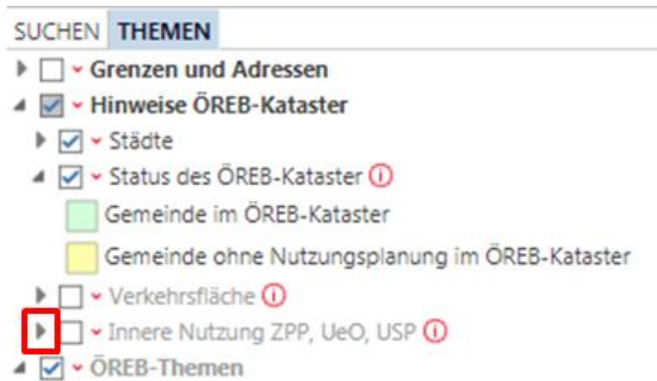 SUCHEN THEMEN
Grenzen und Adressen
Hinweise ÖREB-Kataster
Städte
Status des ÖREB-Kataster
Gemeinde im ÖREB-Kataster
Gemeinde ohne Nutzungsplanung im ÖREB-Kataster
Verkehrsfläche
Innere Nutzung ZPP, UeO, USP
ÖREB-Themen